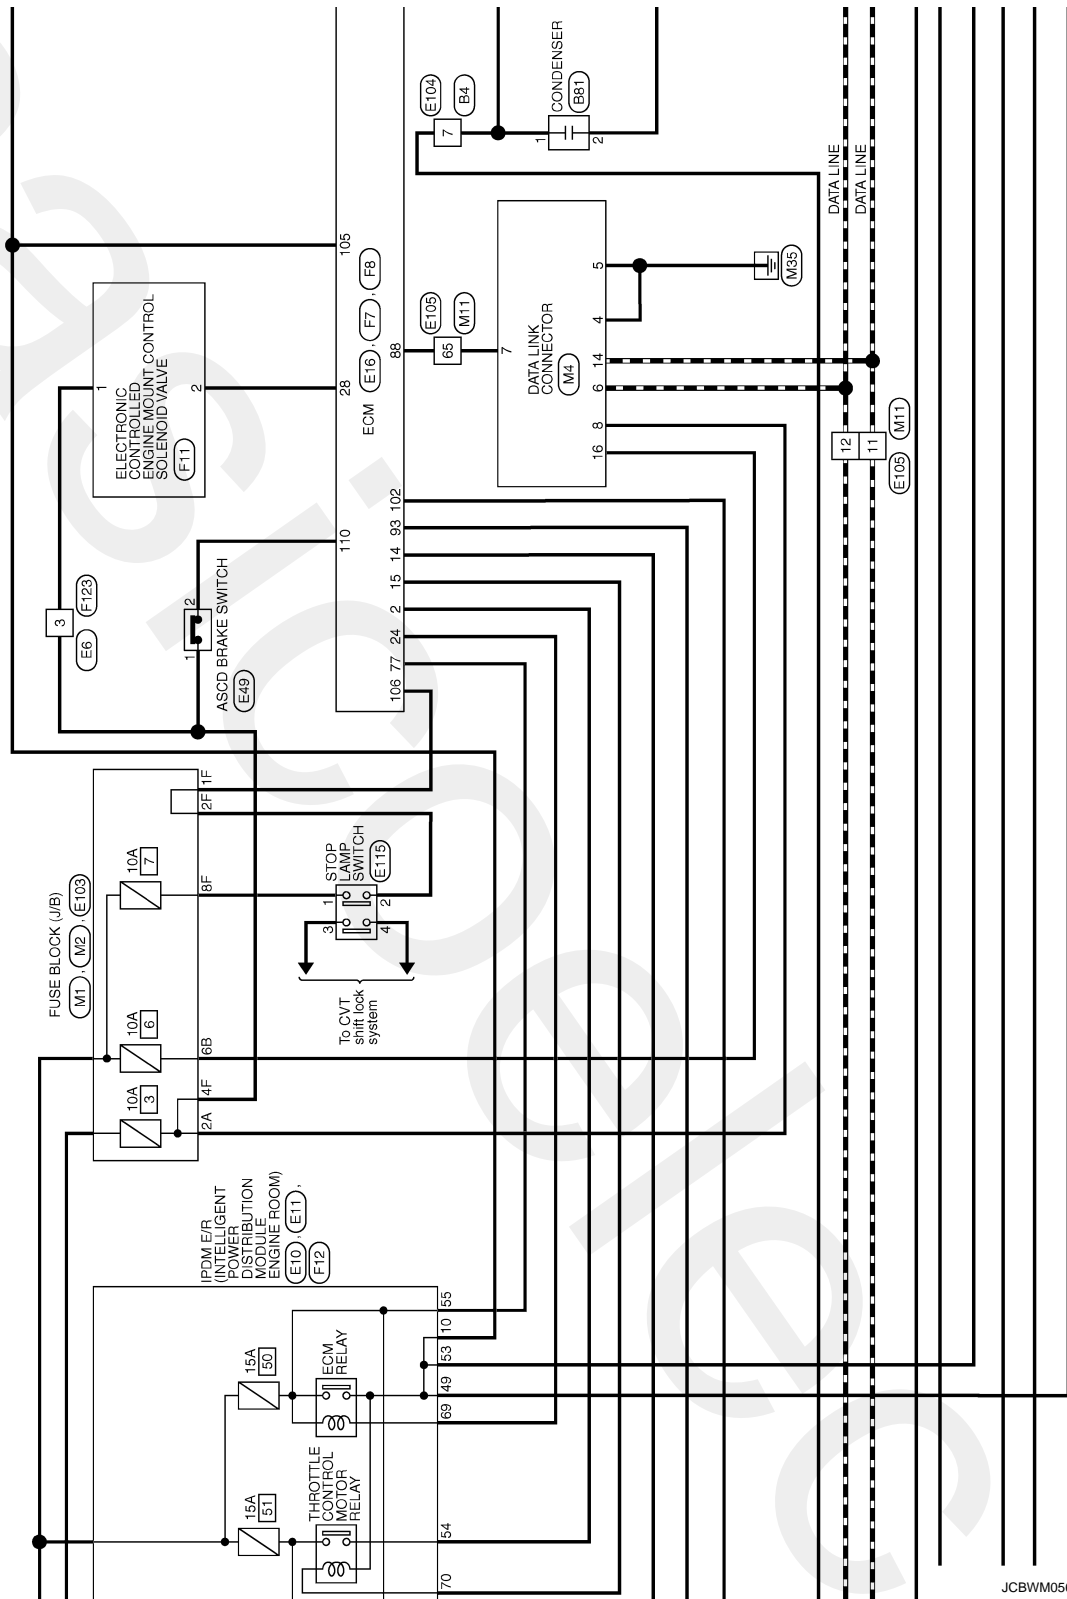 E104
B4
7
CONDENSER
B81
1
2
DATA LINE
DATA LINE
105
ELECTRONIC
CONTROLLED
ENGINE MOUNT CONTROL
SOLENOID VALVE
F11
1
2
28
ECM
E16 , F7 , F8
88
E105
M11
65
7
DATA LINK
CONNECTOR
M4
5
4
14
6
8
16
M35
12
11
M11
E105
3
F123
E6
2
1
ASCD BRAKE SWITCH
E49
110
102
93
14
15
2
24
77
106
FUSE BLOCK (J/B)
M1 , M2 , E103
10A
7
10A
6
10A
3
1F
2F
8F
6B
4F
2A
STOP
LAMP
SWITCH
E115
1
2
3
4
To CVT
shift lock
system
IPDM E/R
(INTELLIGENT
POWER
DISTRIBUTION
MODULE
ENGINE ROOM)
E10 , E11 ,
F12
15A
50
ECM
RELAY
55
10
53
49
69
15A
51
THROTTLE
CONTROL
MOTOR
RELAY
54
70
asicoelec